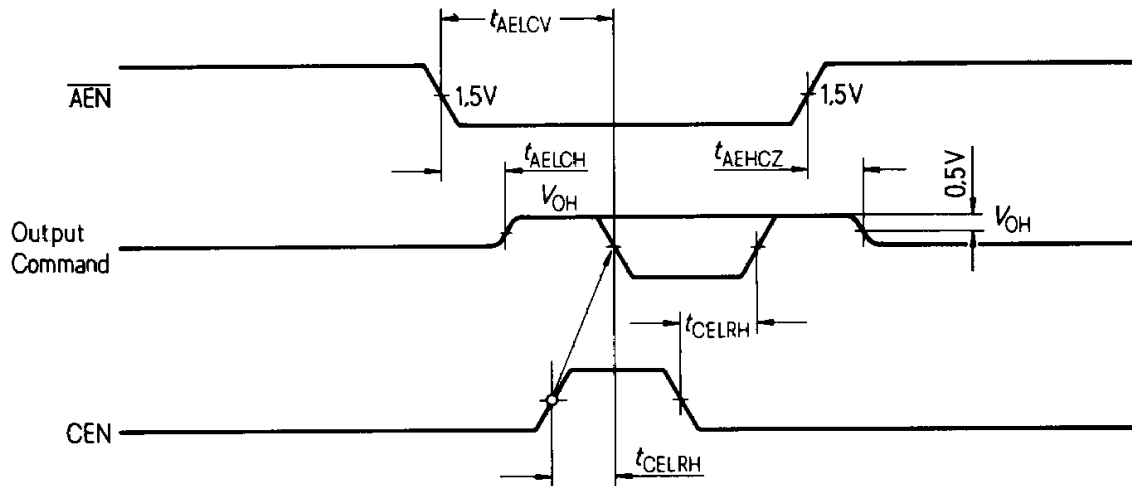 tAELCV
AEN
1,5V
1,5V
tAELCH
tAEHCZ
0,5V
VOH
VOH
Output
Command
tCELRH
CEN
tCELRH